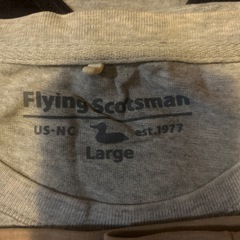 Flying Scotsman
US-NC est.1977
Large